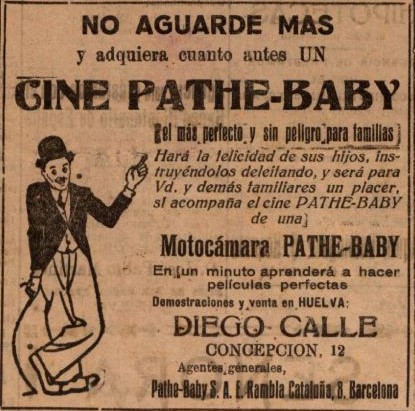 NO AGUARDE MAS
y adquiera cuanto antes UN
CINE PATHE-BABY
[el más perfecto y sin peligro para familias]
Hará la felicidad de sus hijos, ins-
truyéndolos deleitando, y será para
Vd. y demás familiares un placer,
si acompaña el cine PATHE-BABY
de una]
Motocámara PATHE-BABY
En [un minuto aprenderá a hacer
películas perfectas
Demostraciones y venta en HUELVA:
DIEGO CALLE
CONCEPCION, 12
Agentes generales,
Pathe-Baby S. A. E. Rambla Cataluña, 8. Barcelona